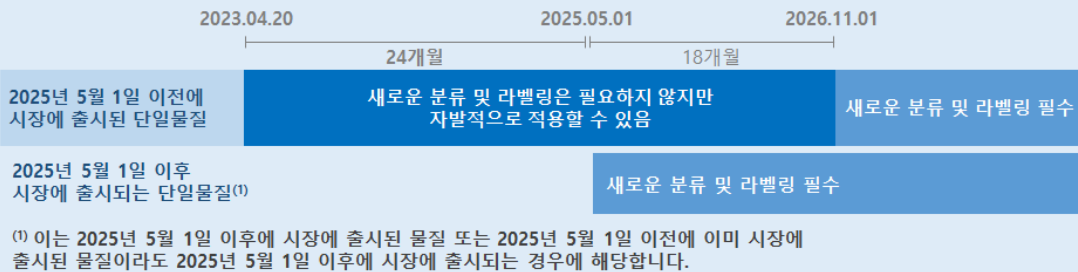 2023.04.20
2025.05.01
2026.11.01
24개월
18개월
2025년 5월 1일 이전에
시장에 출시된 단일물질
새로운 분류 및 라벨링은 필요하지 않지만
자발적으로 적용할 수 있음
새로운 분류 및 라벨링 필수
2025년 5월 1일 이후
시장에 출시되는 단일물질(1)
새로운 분류 및 라벨링 필수
(1) 이는 2025년 5월 1일 이후에 시장에 출시된 물질 또는 2025년 5월 1일 이전에 이미 시장에
출시된 물질이라도 2025년 5월 1일 이후에 시장에 출시되는 경우에 해당합니다.